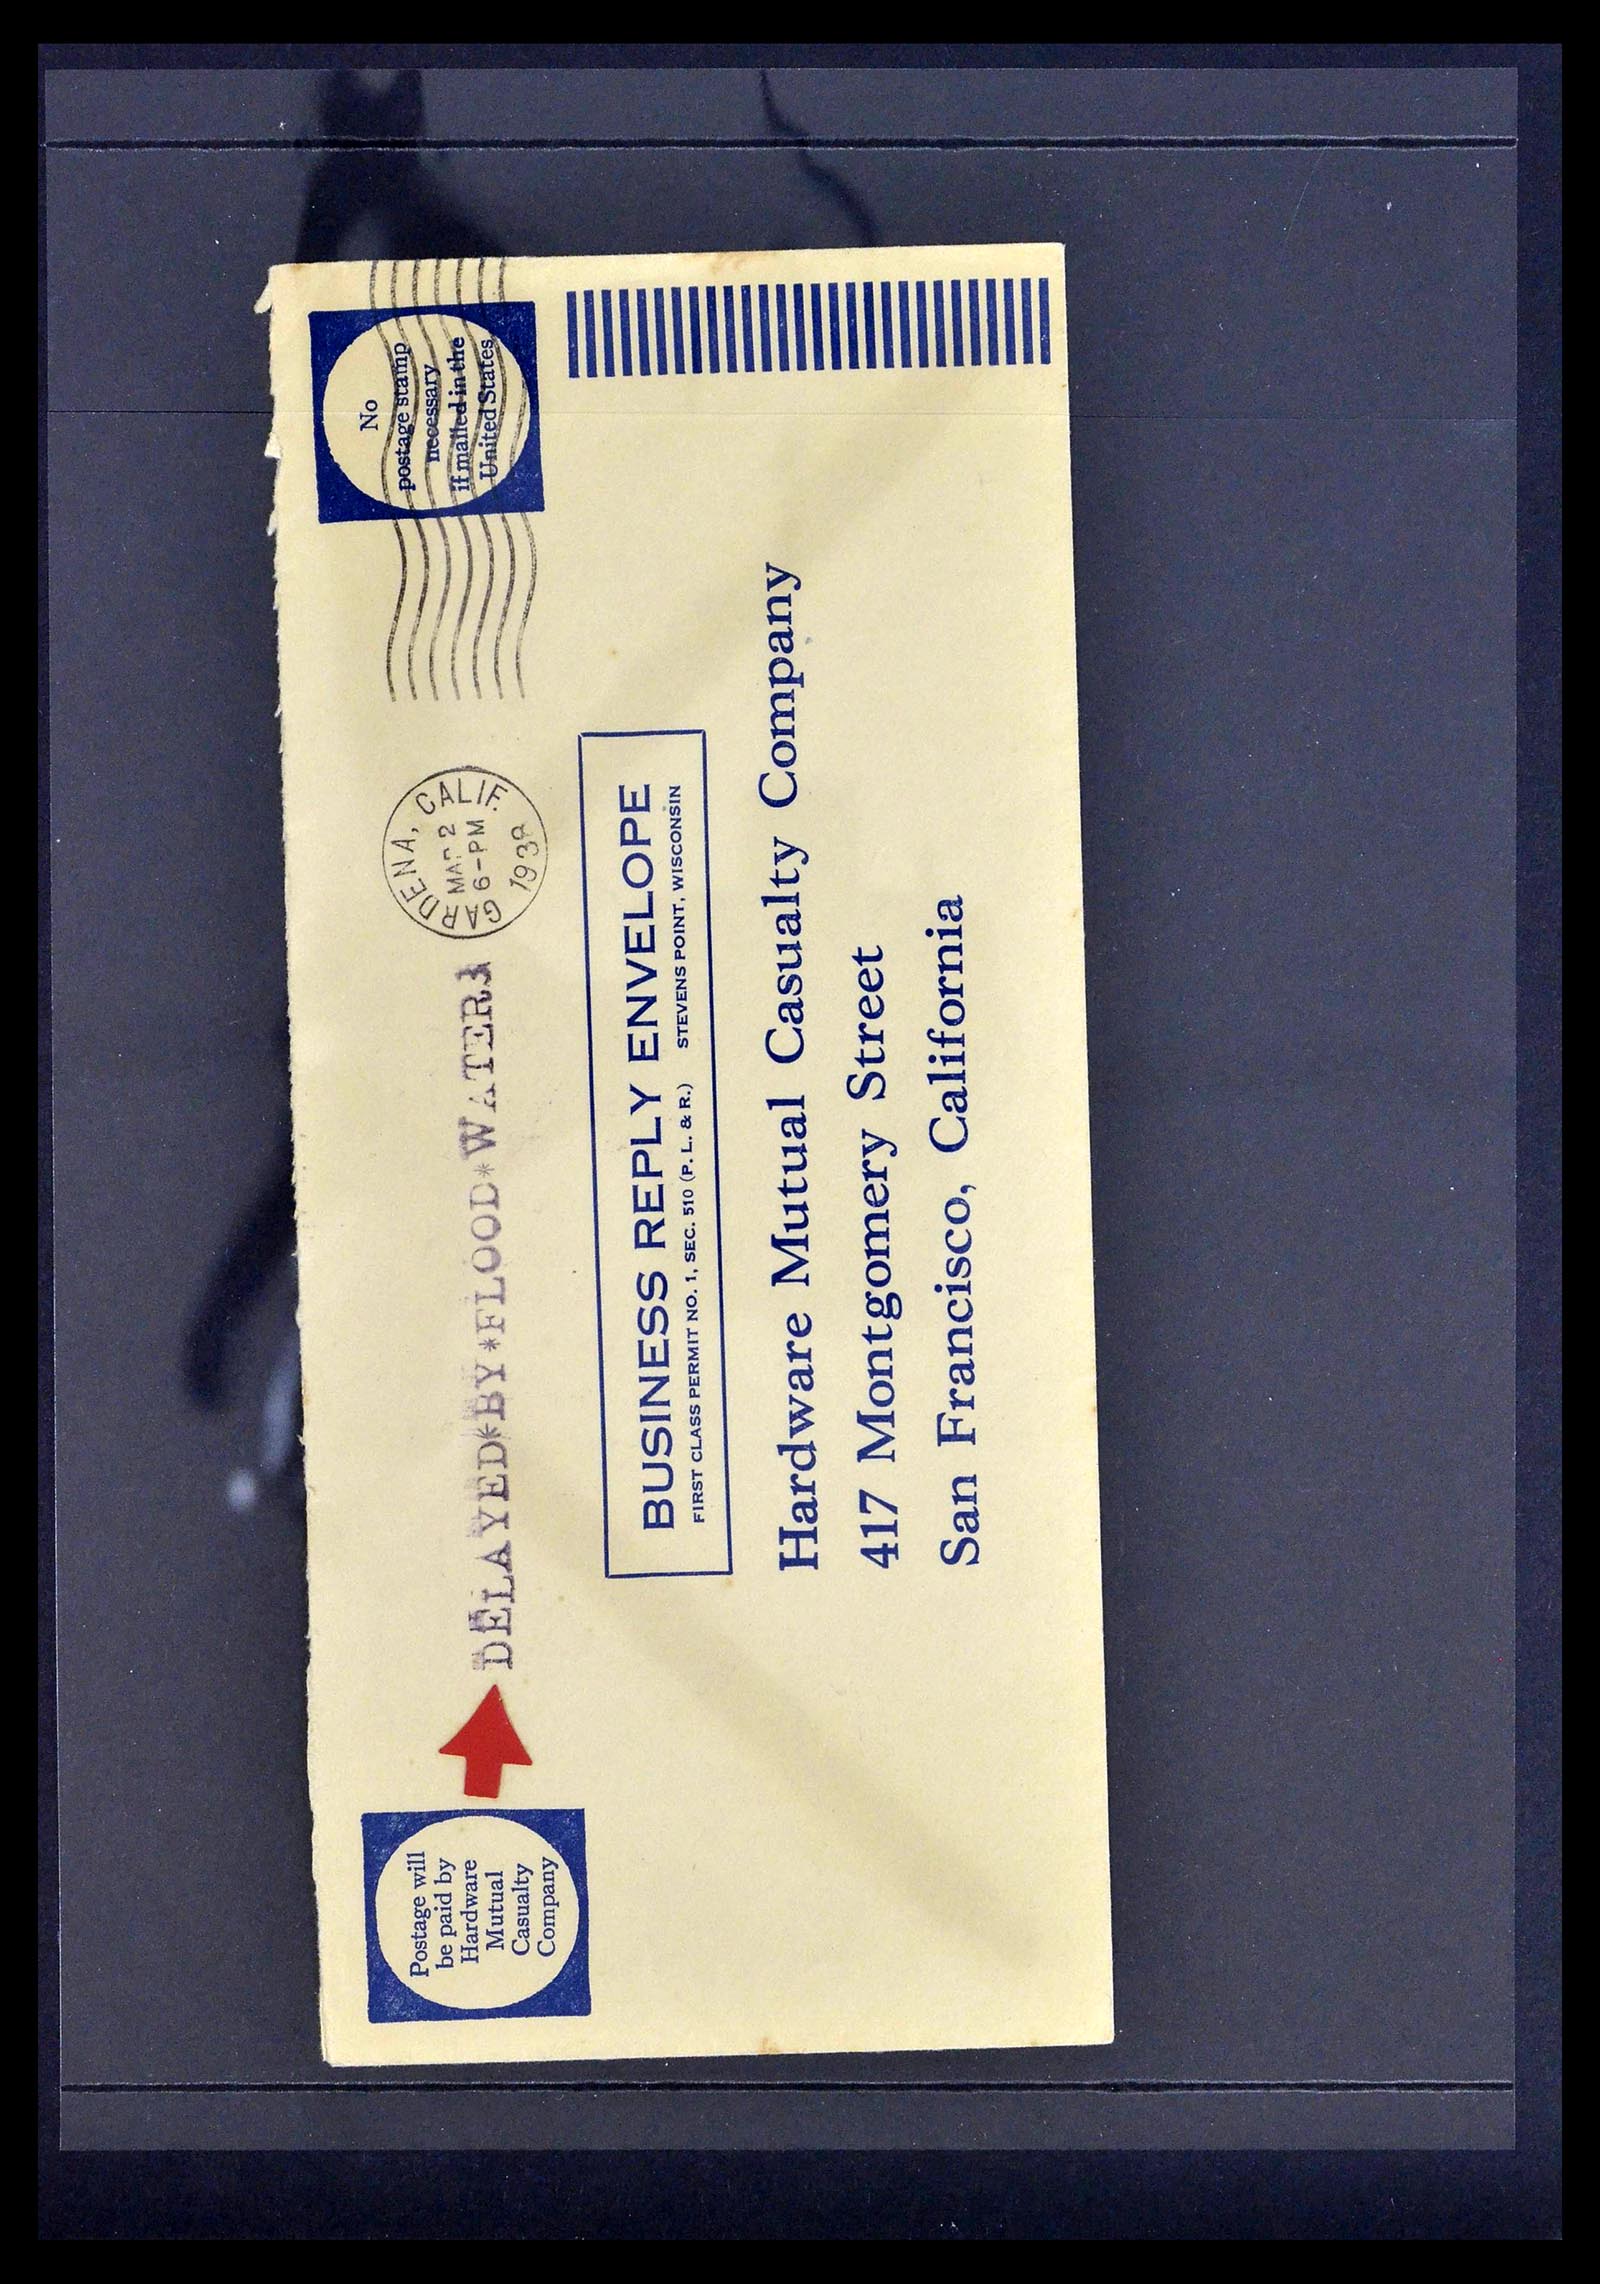 Postage will
be paid by
Hardware
Mutual
Casualty
Company
DELAYED*BY*FLOOD*WATERS
GARDENA, CALIF.
MAR 2
6-PM
1938
No
postage stamp
necessary
if mailed in the
United States
BUSINESS REPLY ENVELOPE
FIRST CLASS PERMIT NO. 1, SEC. 510 (P. L. & R.) STEVENS POINT, WISCONSIN
Hardware Mutual Casualty Company
417 Montgomery Street
San Francisco, California